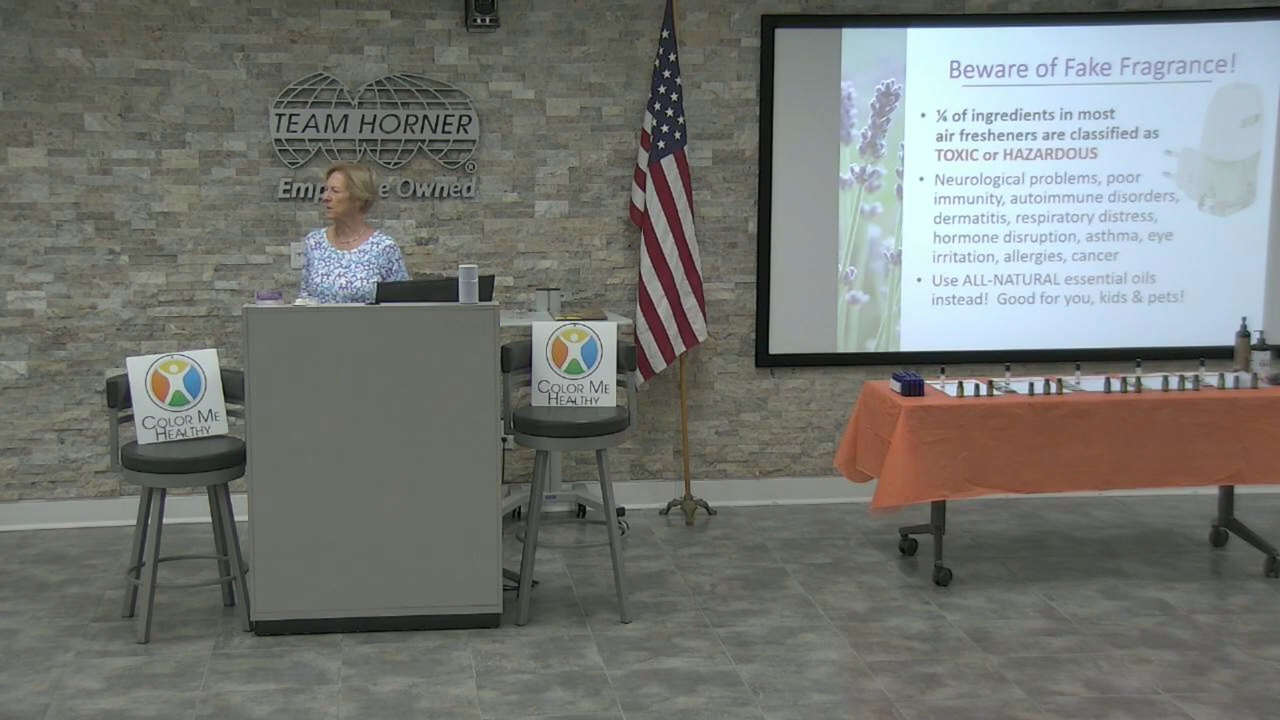 TEAM HORNER
®
Employee Owned
COLOR ME
HEALTHY
COLOR ME
HEALTHY
Beware of Fake Fragrance!
• ¼ of ingredients in most
air fresheners are classified as
TOXIC or HAZARDOUS
• Neurological problems, poor
immunity, autoimmune disorders,
dermatitis, respiratory distress,
hormone disruption, asthma, eye
irritation, allergies, cancer
• Use ALL-NATURAL essential oils
instead! Good for you, kids & pets!